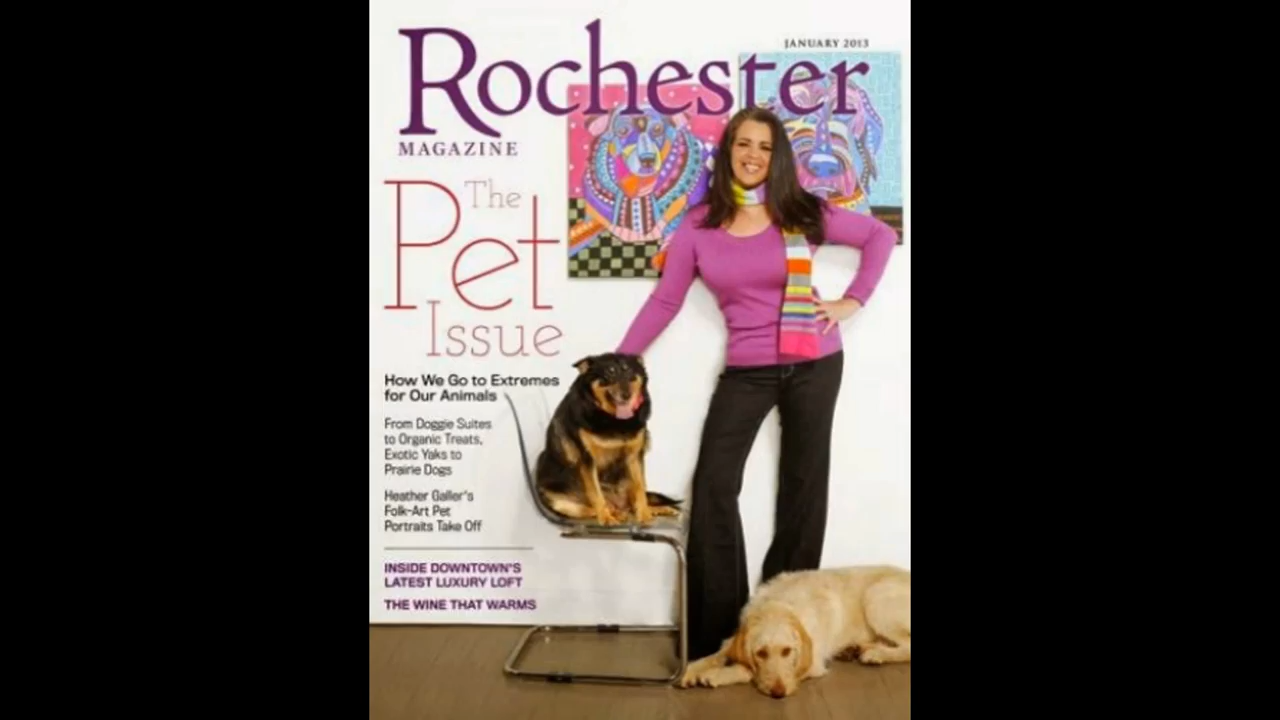 JANUARY 2013
Rochester
MAGAZINE
The
Pet
Issue
How We Go to Extremes
for Our Animals
From Doggie Suites
to Organic Treats,
Exotic Yaks to
Prairie Dogs
Heather Galler's
Folk-Art Pet
Portraits Take Off
INSIDE DOWNTOWN'S
LATEST LUXURY LOFT
THE WINE THAT WARMS